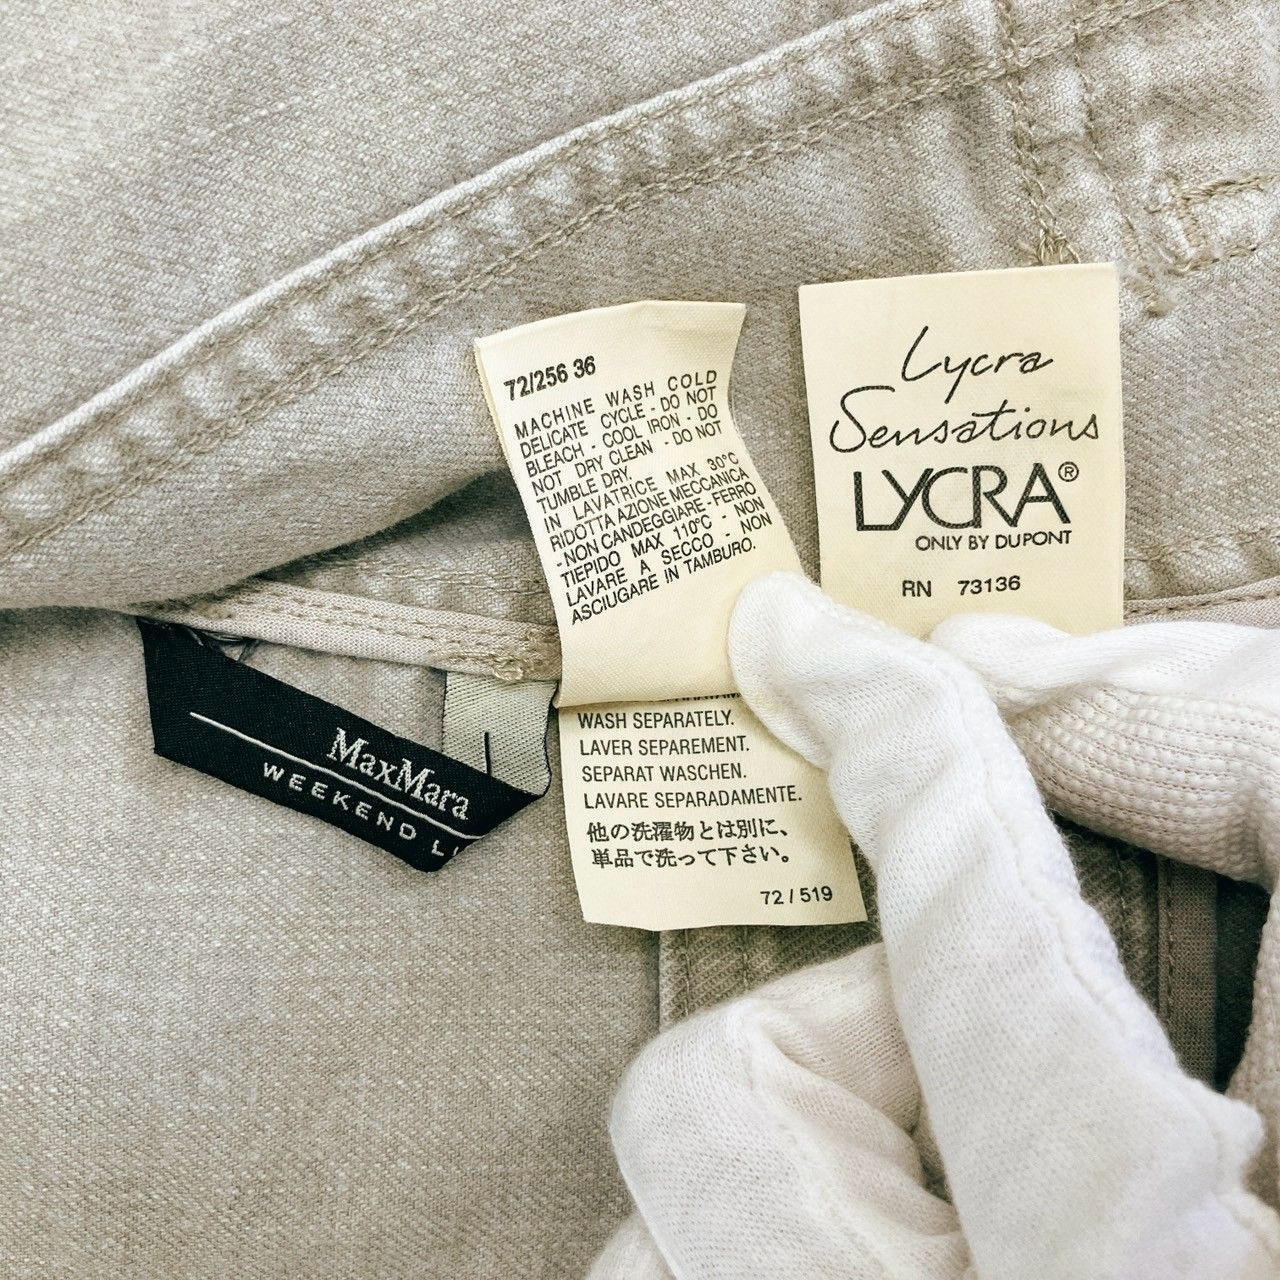 72/256 36
MACHINE WASH COLD
DELICATE CYCLE - DO NOT
BLEACH - COOL IRON - DO
NOT DRY CLEAN - DO NOT
TUMBLE DRY.
IN LAVATRICE MAX 30°C
RIDOTTA AZIONE MECCANICA
- NON CANDEGGIARE - FERRO
TIEPIDO MAX 110°C - NON
LAVARE A SECCO - NON
ASCIUGARE IN TAMBURO.
Lycra
Sensations
LYCRA®
ONLY BY DUPONT
RN 73136
MaxMara
WEEKEND
WASH SEPARATELY.
LAVER SEPAREMENT.
SEPARAT WASCHEN.
LAVARE SEPARADAMENTE.
他の洗濯物とは別に、
単品で洗って下さい。
72 / 519